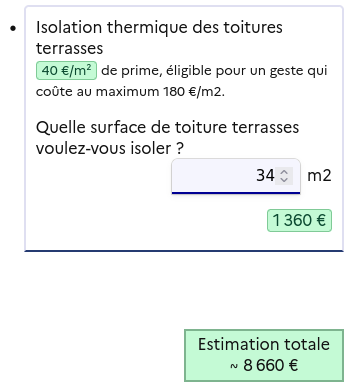 Isolation thermique des toitures
terrasses
40 €/m² de prime, éligible pour un geste qui
coûte au maximum 180 €/m2.
Quelle surface de toiture terrasses
voulez-vous isoler ?
34 m2
1 360 €
Estimation totale
~ 8 660 €